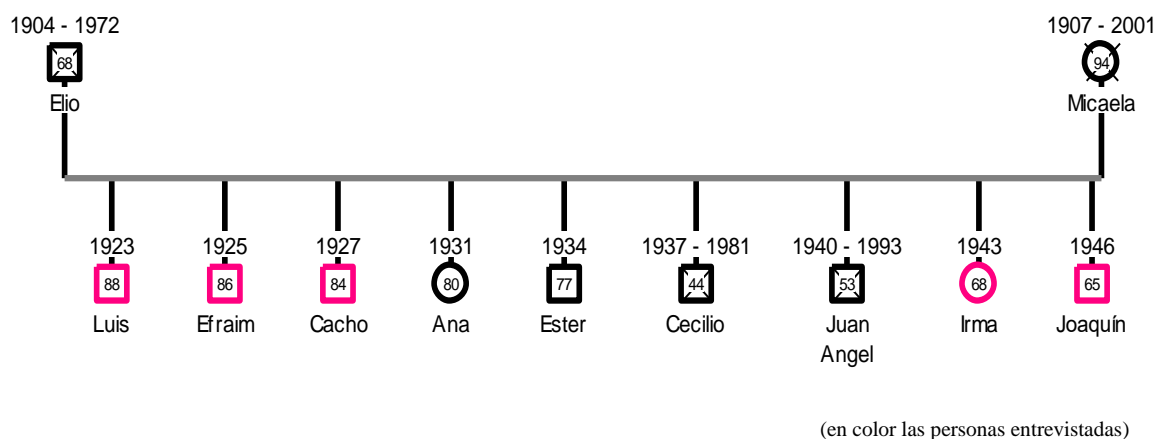 1904 - 1972 1907 - 2001
68 94
Elio Micaela
1923 1925 1927 1931 1934 1937 - 1981 1940 - 1993 1943 1946
88 86 84 80 77 44 53 68 65
Luis Efraim Cacho Ana Ester Cecilio Juan Irma Joaquín
Angel
(en color las personas entrevistadas)